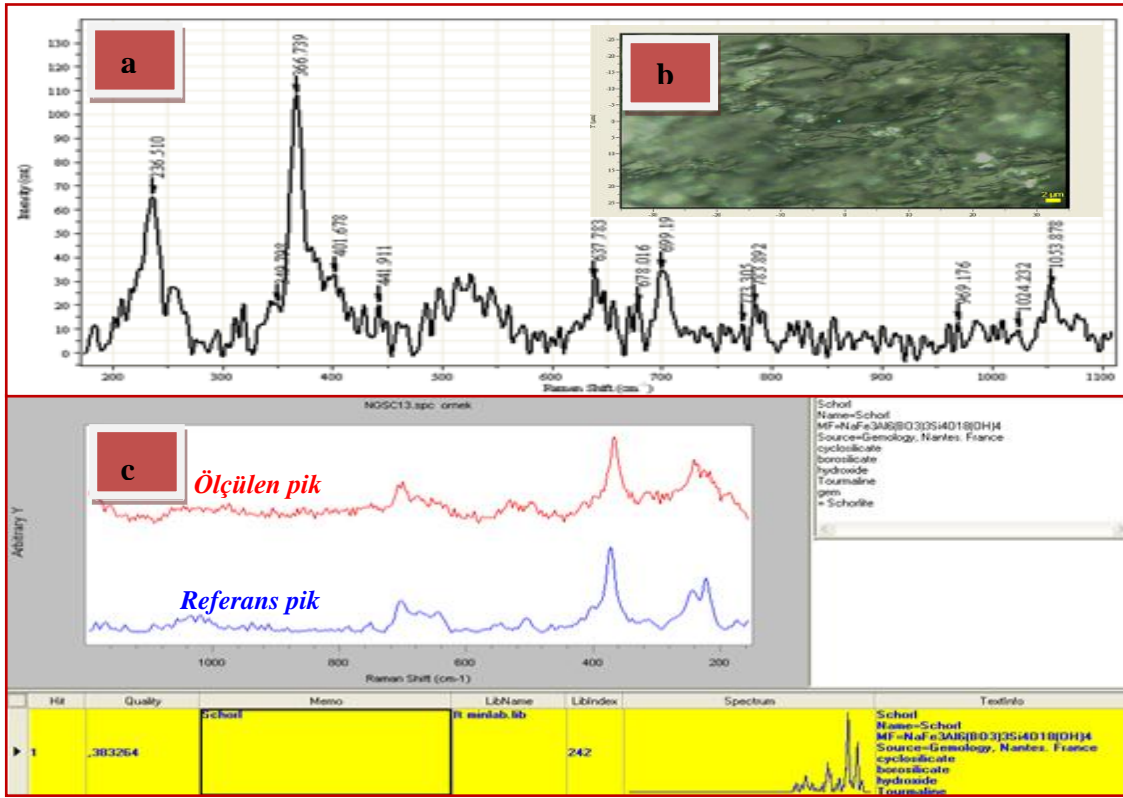 a
130
120
110
100
90
80
70
60
50
40
30
20
10
0
Intensity (cnt)
236.510
366.739
401.678
441.911
637.783
678.016
699.19
773.305
783.892
969.176
1024.232
1053.878
200
300
400
500
600
700
800
900
1000
1100
Raman Shift (cm⁻¹)
b
2 µm
NGSC13.spc ornek
c
Ölçülen pik
Referans pik
Arbitrary Y
1000
800
600
400
200
Raman Shift (cm-1)
Schorl
Name=Schorl
MF=NaFe3Al6(BO3)3Si4O18(OH)4
Source=Gemology, Nantes. France
cyclosilicate
borosilicate
hydroxide
Tourmaline
gem
= Schorlite
Hit Quality Memo LibName LibIndex Spectrum TextInfo
1 ,383264 Schorl ft minlab.lib 242
Schorl
Name=Schorl
MF=NaFe3Al6(BO3)3Si4O18(OH)4
Source=Gemology, Nantes. France
cyclosilicate
borosilicate
hydroxide
Tourmaline